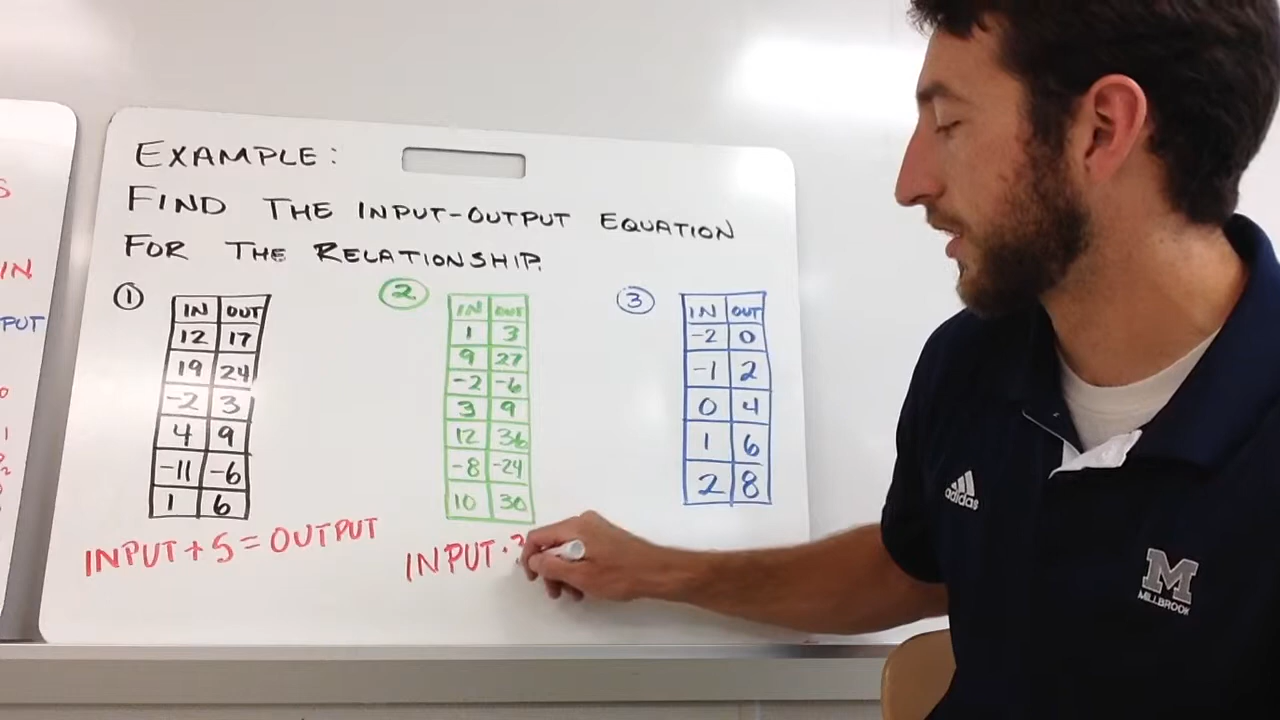 EXAMPLE:
FIND THE INPUT-OUTPUT EQUATION
FOR THE RELATIONSHIP.
1
IN OUT
12 17
19 24
-2 3
4 9
-11 -6
1 6
INPUT + 5 = OUTPUT
2
IN OUT
1 3
9 27
-2 -6
3 9
12 36
-8 -24
10 30
INPUT · 3
3
IN OUT
-2 0
-1 2
0 4
1 6
2 8
S
IN
PUT
adidas
M
MILLBROOK